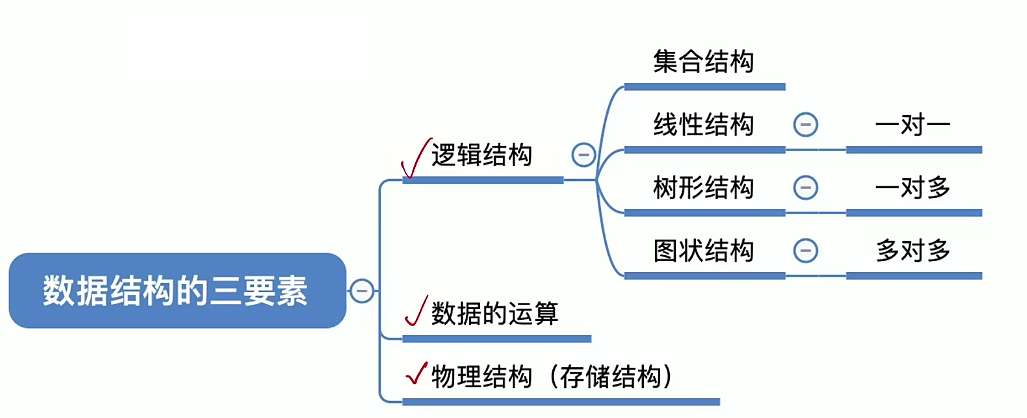 数据结构的三要素
逻辑结构
集合结构
线性结构
一对一
树形结构
一对多
图状结构
多对多
数据的运算
物理结构（存储结构）